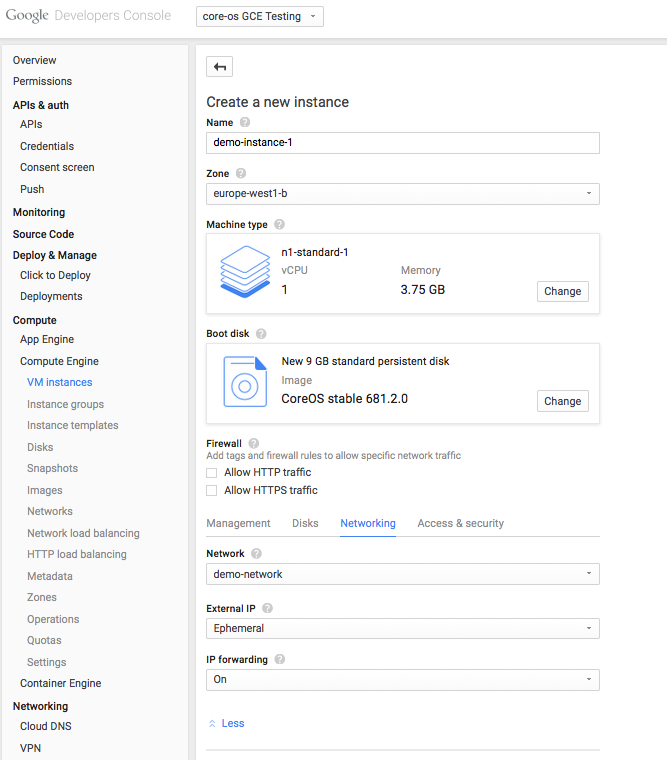 Google Developers Console
core-os GCE Testing
Overview
Permissions
APIs & auth
APIs
Credentials
Consent screen
Push
Monitoring
Source Code
Deploy & Manage
Click to Deploy
Deployments
Compute
App Engine
Compute Engine
VM instances
Instance groups
Instance templates
Disks
Snapshots
Images
Networks
Network load balancing
HTTP load balancing
Metadata
Zones
Operations
Quotas
Settings
Container Engine
Networking
Cloud DNS
VPN
Create a new instance
Name ?
demo-instance-1
Zone ?
europe-west1-b
Machine type ?
n1-standard-1
vCPU Memory
1 3.75 GB
Change
Boot disk ?
New 9 GB standard persistent disk
Image
CoreOS stable 681.2.0
Change
Firewall ?
Add tags and firewall rules to allow specific network traffic
Allow HTTP traffic
Allow HTTPS traffic
Management Disks Networking Access & security
Network ?
demo-network
External IP ?
Ephemeral
IP forwarding ?
On
Less